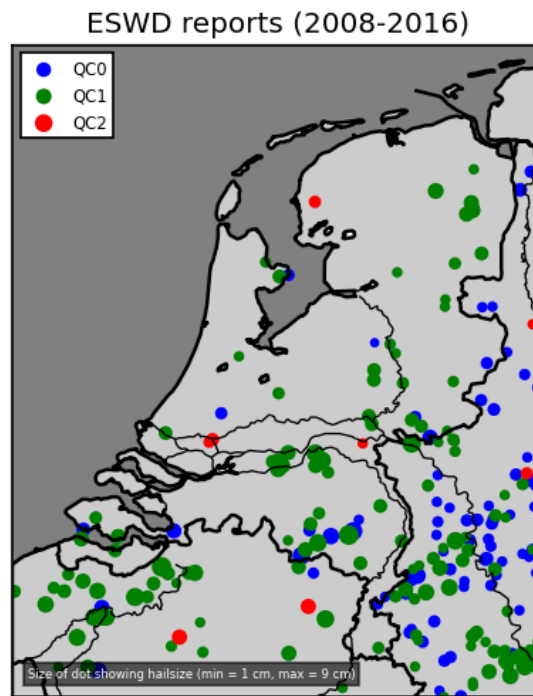 ESWD reports (2008-2016)
QC0
QC1
QC2
Size of dot showing hailsize (min = 1 cm, max = 9 cm)